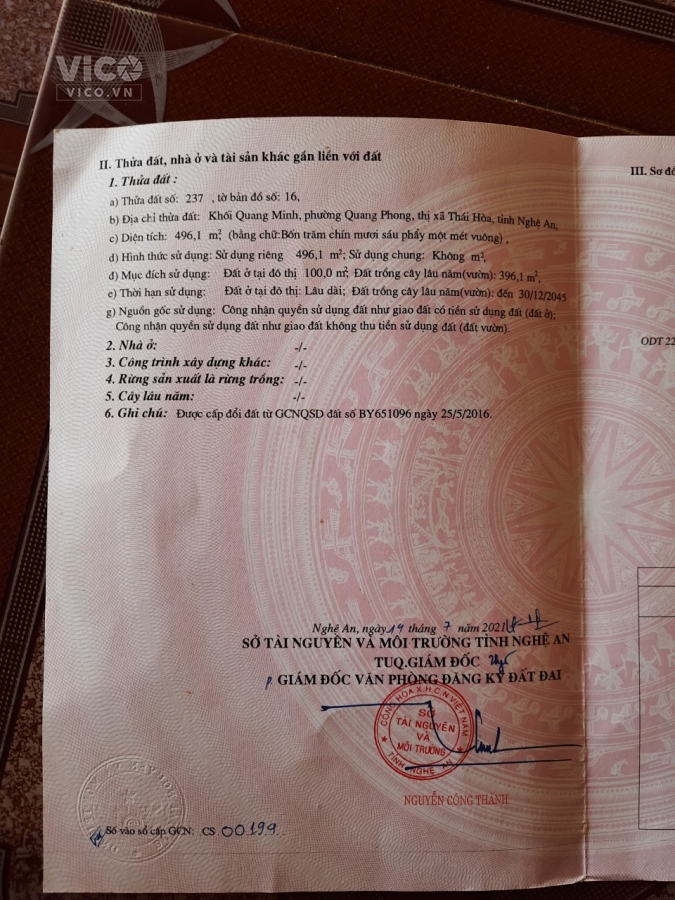 VICO
VICO.VN
II. Thửa đất, nhà ở và tài sản khác gắn liền với đất
III. Sơ đồ
1. Thửa đất :
a) Thửa đất số: 237 , tờ bản đồ số: 16,
b) Địa chỉ thửa đất: Khối Quang Minh, phường Quang Phong, thị xã Thái Hòa, tỉnh Nghệ An,
c) Diện tích: 496,1 m², (bằng chữ:Bốn trăm chín mươi sáu phẩy một mét vuông) ,
d) Hình thức sử dụng: Sử dụng riêng 496,1 m²; Sử dụng chung: Không m²,
đ) Mục đích sử dụng: Đất ở tại đô thị 100,0 m²; Đất trồng cây lâu năm(vườn): 396,1 m²,
e) Thời hạn sử dụng: Đất ở tại đô thị: Lâu dài; Đất trồng cây lâu năm(vườn): đến 30/12/2045
g) Nguồn gốc sử dụng: Công nhận quyền sử dụng đất như giao đất có tiền sử dụng đất (đất ở);
Công nhận quyền sử dụng đất như giao đất không thu tiền sử dụng đất (đất vườn).
ODT 22
2. Nhà ở: -/-
3. Công trình xây dựng khác: -/-
4. Rừng sản xuất là rừng trồng: -/-
5. Cây lâu năm: -/-
6. Ghi chú: Được cấp đổi đất từ GCNQSD đất số BY651096 ngày 25/5/2016.
Nghệ An, ngày 14 tháng 7 năm 2021
SỞ TÀI NGUYÊN VÀ MÔI TRƯỜNG TỈNH NGHỆ AN
TUQ.GIÁM ĐỐC
P. GIÁM ĐỐC VĂN PHÒNG ĐĂNG KÝ ĐẤT ĐAI
CỘNG HÒA X.H.C.N VIỆT NAM
SỞ
TÀI NGUYÊN
VÀ
MÔI TRƯỜNG
TỈNH NGHỆ AN
NGUYỄN CÔNG THÀNH
Số vào sổ cấp GCN: CS 00199